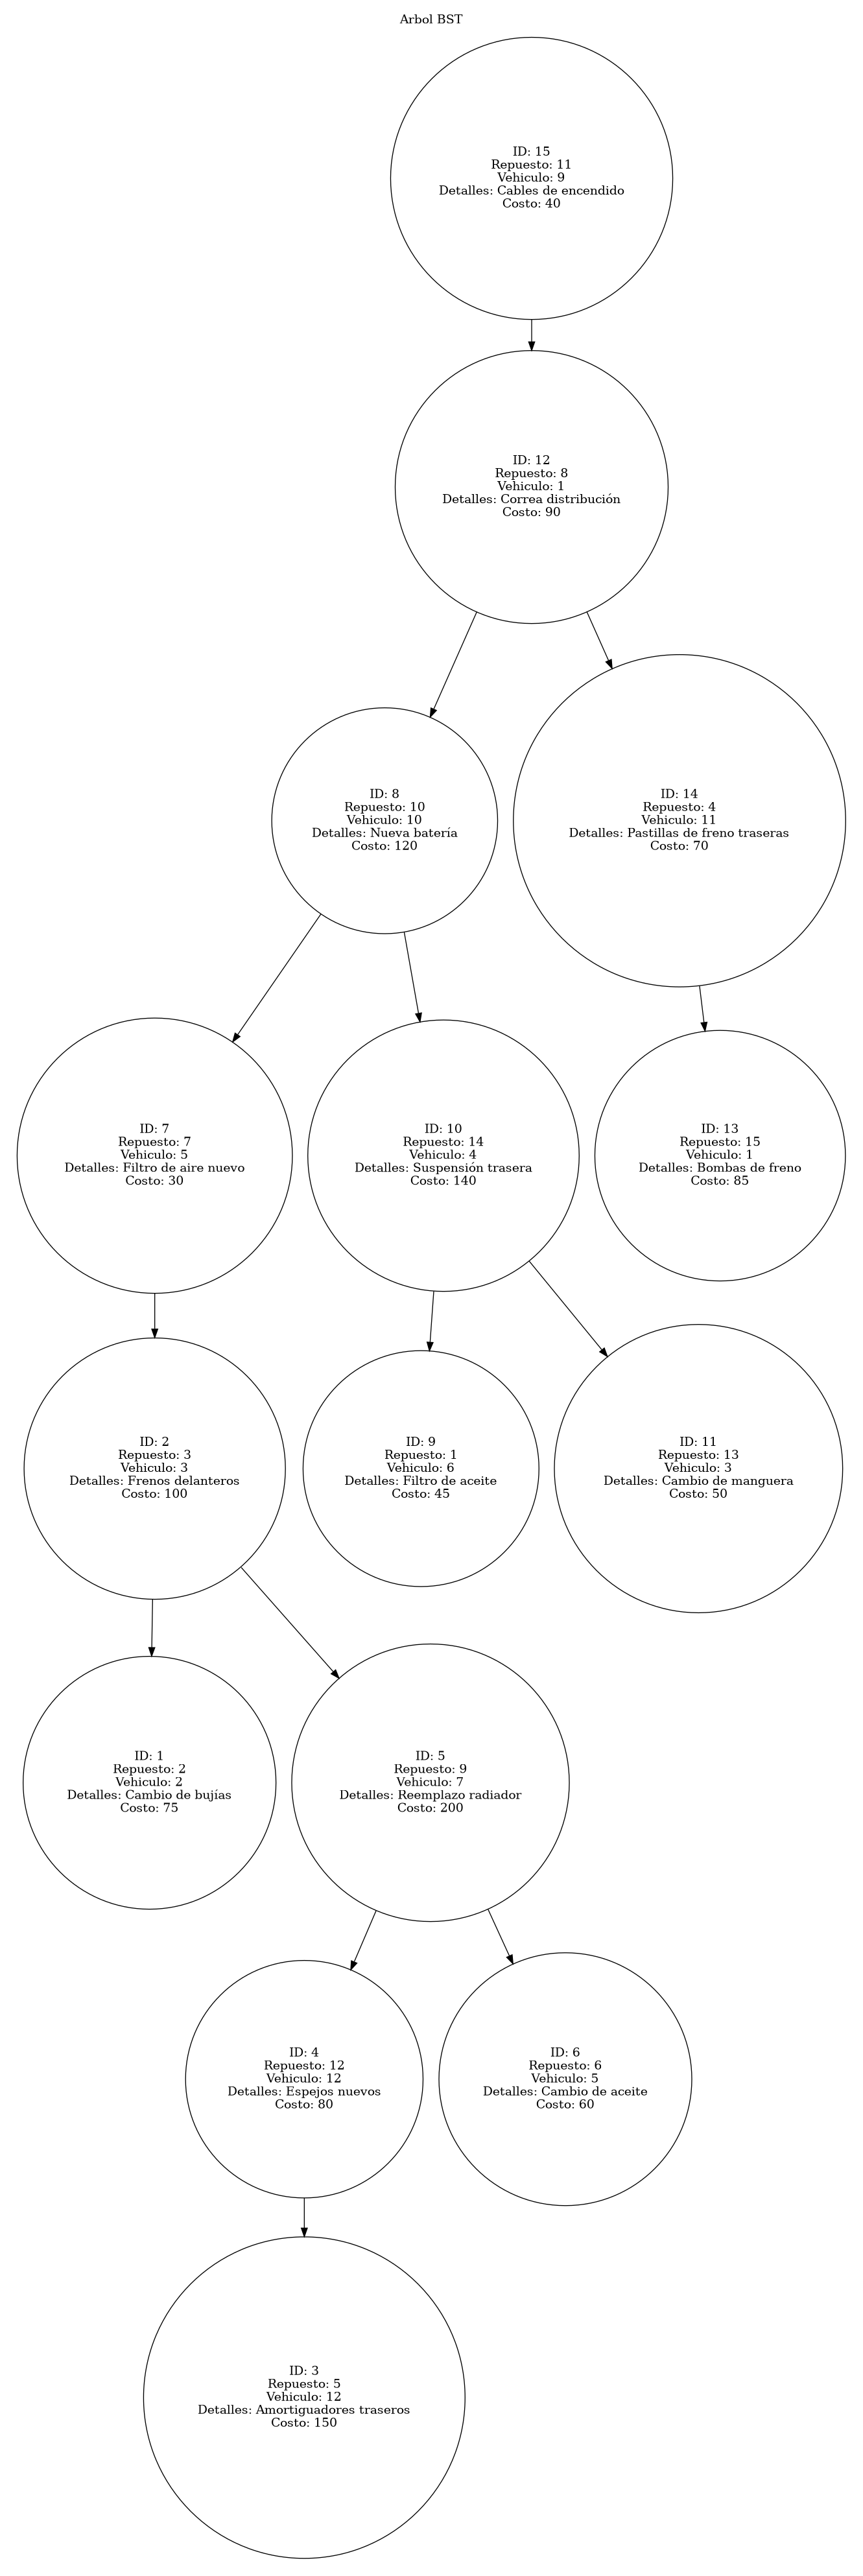 Arbol BST
ID: 15
Repuesto: 11
Vehiculo: 9
Detalles: Cables de encendido
Costo: 40
ID: 12
Repuesto: 8
Vehiculo: 1
Detalles: Correa distribución
Costo: 90
ID: 8
Repuesto: 10
Vehiculo: 10
Detalles: Nueva batería
Costo: 120
ID: 14
Repuesto: 4
Vehiculo: 11
Detalles: Pastillas de freno traseras
Costo: 70
ID: 7
Repuesto: 7
Vehiculo: 5
Detalles: Filtro de aire nuevo
Costo: 30
ID: 10
Repuesto: 14
Vehiculo: 4
Detalles: Suspensión trasera
Costo: 140
ID: 13
Repuesto: 15
Vehiculo: 1
Detalles: Bombas de freno
Costo: 85
ID: 2
Repuesto: 3
Vehiculo: 3
Detalles: Frenos delanteros
Costo: 100
ID: 9
Repuesto: 1
Vehiculo: 6
Detalles: Filtro de aceite
Costo: 45
ID: 11
Repuesto: 13
Vehiculo: 3
Detalles: Cambio de manguera
Costo: 50
ID: 1
Repuesto: 2
Vehiculo: 2
Detalles: Cambio de bujías
Costo: 75
ID: 5
Repuesto: 9
Vehiculo: 7
Detalles: Reemplazo radiador
Costo: 200
ID: 4
Repuesto: 12
Vehiculo: 12
Detalles: Espejos nuevos
Costo: 80
ID: 6
Repuesto: 6
Vehiculo: 5
Detalles: Cambio de aceite
Costo: 60
ID: 3
Repuesto: 5
Vehiculo: 12
Detalles: Amortiguadores traseros
Costo: 150